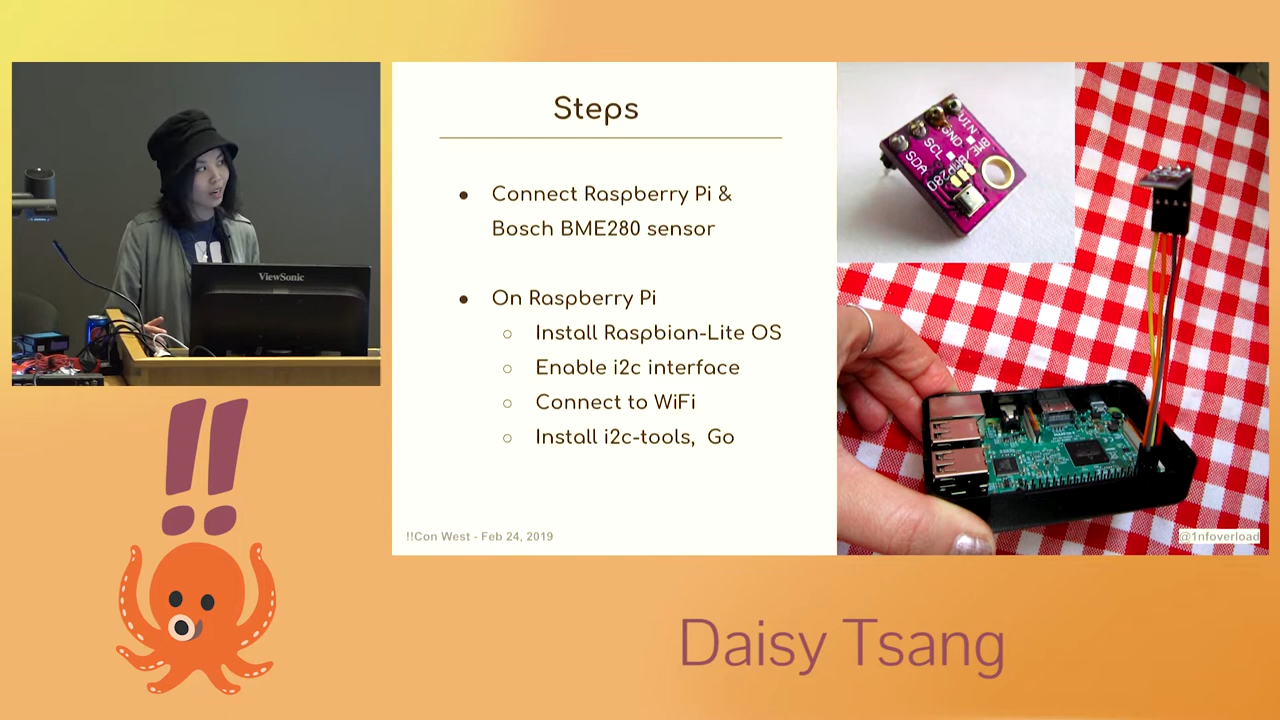 ViewSonic
Steps
● Connect Raspberry Pi &
Bosch BME280 sensor
● On Raspberry Pi
○ Install Raspbian-Lite OS
○ Enable i2c interface
○ Connect to WiFi
○ Install i2c-tools, Go
!!Con West - Feb 24, 2019
VIN
GND
SCL
SDA
BME/
BMP280
@1nfoverload
!!
Daisy Tsang